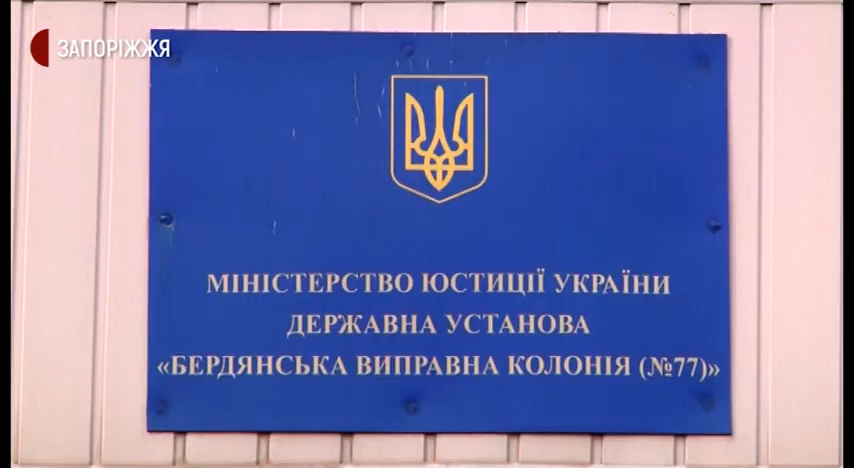 ЗАПОРІЖЖЯ
МІНІСТЕРСТВО ЮСТИЦІЇ УКРАЇНИ
ДЕРЖАВНА УСТАНОВА
«БЕРДЯНСЬКА ВИПРАВНА КОЛОНІЯ (№77)»